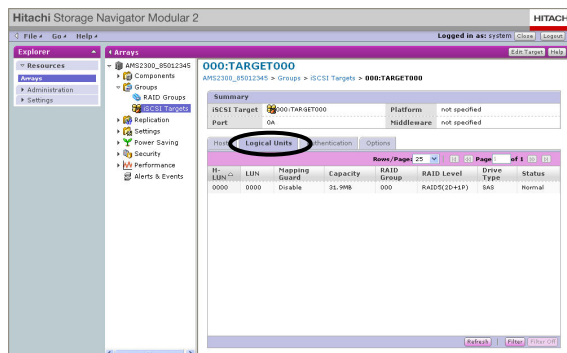 Hitachi Storage Navigator Modular 2
HITACH
File Go Help
Logged in as: system Close Logout
Explorer
Resources
Arrays
Administration
Settings
Arrays
Edit Target Help
AMS2300_85012345
Components
Groups
RAID Groups
iSCSI Targets
Replication
Settings
Power Saving
Security
Performance
Alerts & Events
000:TARGET000
AMS2300_85012345 > Groups > iSCSI Targets > 000:TARGET000
Summary
iSCSI Target 000:TARGET000 Platform not specified
Port 0A Middleware not specified
Logical Units Options
Rows/Page: 25 Page 1 of 1
H-LUN LUN Mapping Guard Capacity RAID Group RAID Level Drive Type Status
0000 0000 Disable 31.9MB 000 RAID5(2D+1P) SAS Normal
Refresh Filter Filter Off